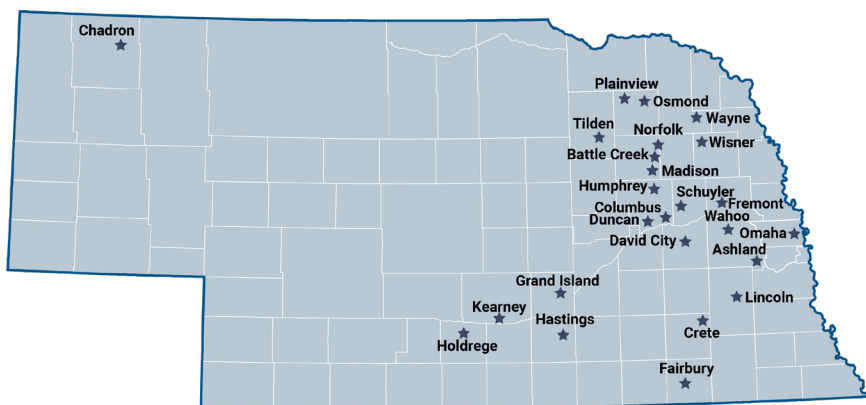 Chadron
Plainview
Osmond
Wayne
Tilden
Norfolk
Wisner
Battle Creek
Madison
Humphrey
Schuyler
Fremont
Columbus
Wahoo
Duncan
Omaha
David City
Ashland
Grand Island
Lincoln
Kearney
Hastings
Crete
Holdrege
Fairbury